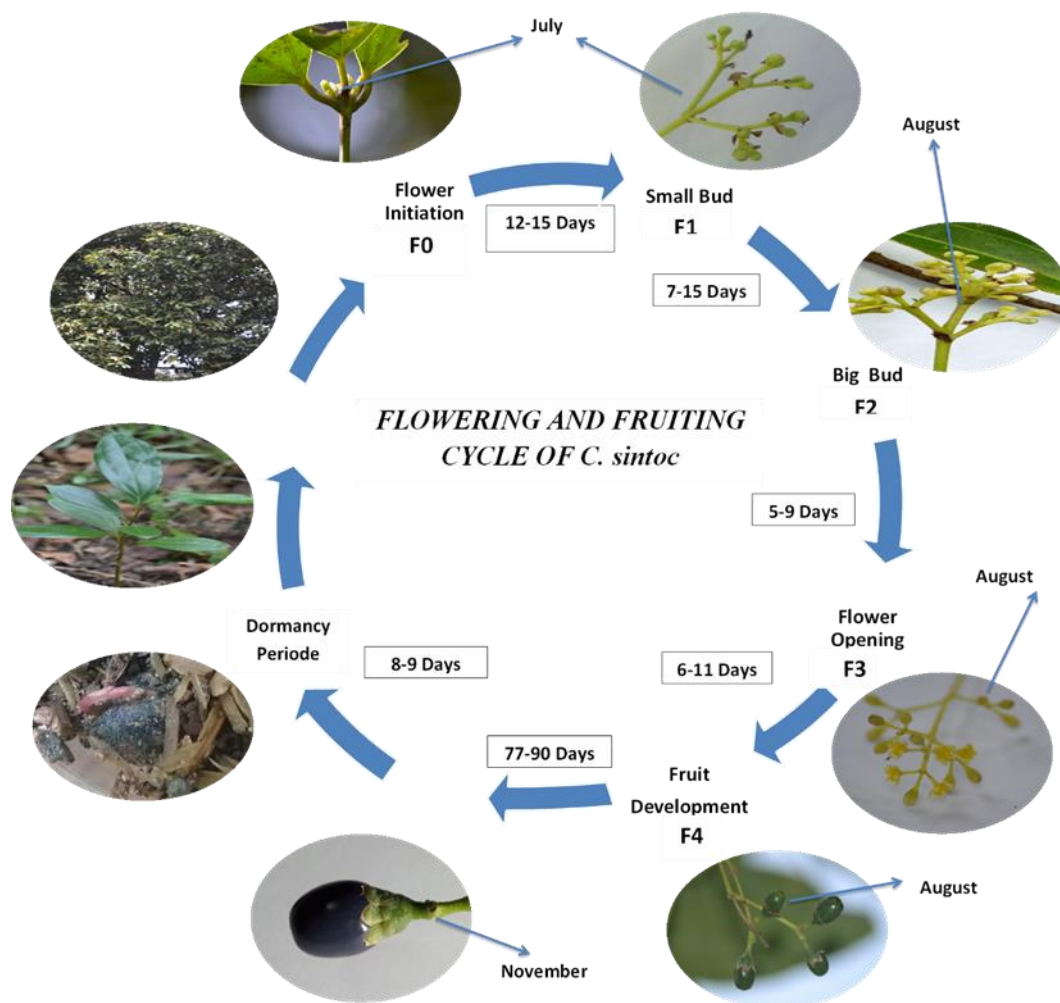 July
August
Flower
Initiation
F0
12-15 Days
Small Bud
F1
7-15 Days
Big Bud
F2
FLOWERING AND FRUITING
CYCLE OF C. sintoc
5-9 Days
August
Flower
Opening
F3
6-11 Days
Dormancy
Periode
8-9 Days
77-90 Days
Fruit
Development
F4
August
November